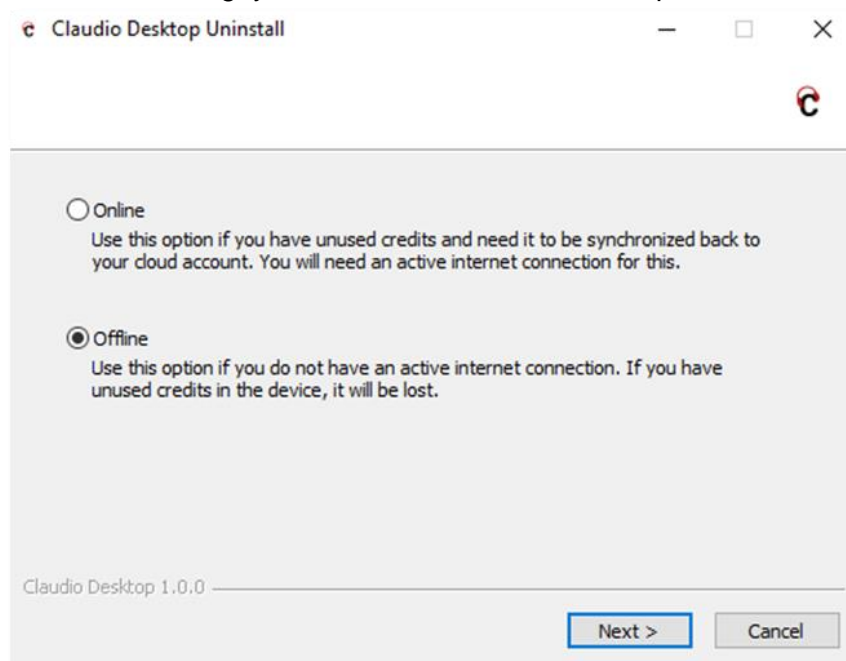 Claudio Desktop Uninstall
Online
Use this option if you have unused credits and need it to be synchronized back to
your cloud account. You will need an active internet connection for this.
Offline
Use this option if you do not have an active internet connection. If you have
unused credits in the device, it will be lost.
Claudio Desktop 1.0.0
Next >
Cancel